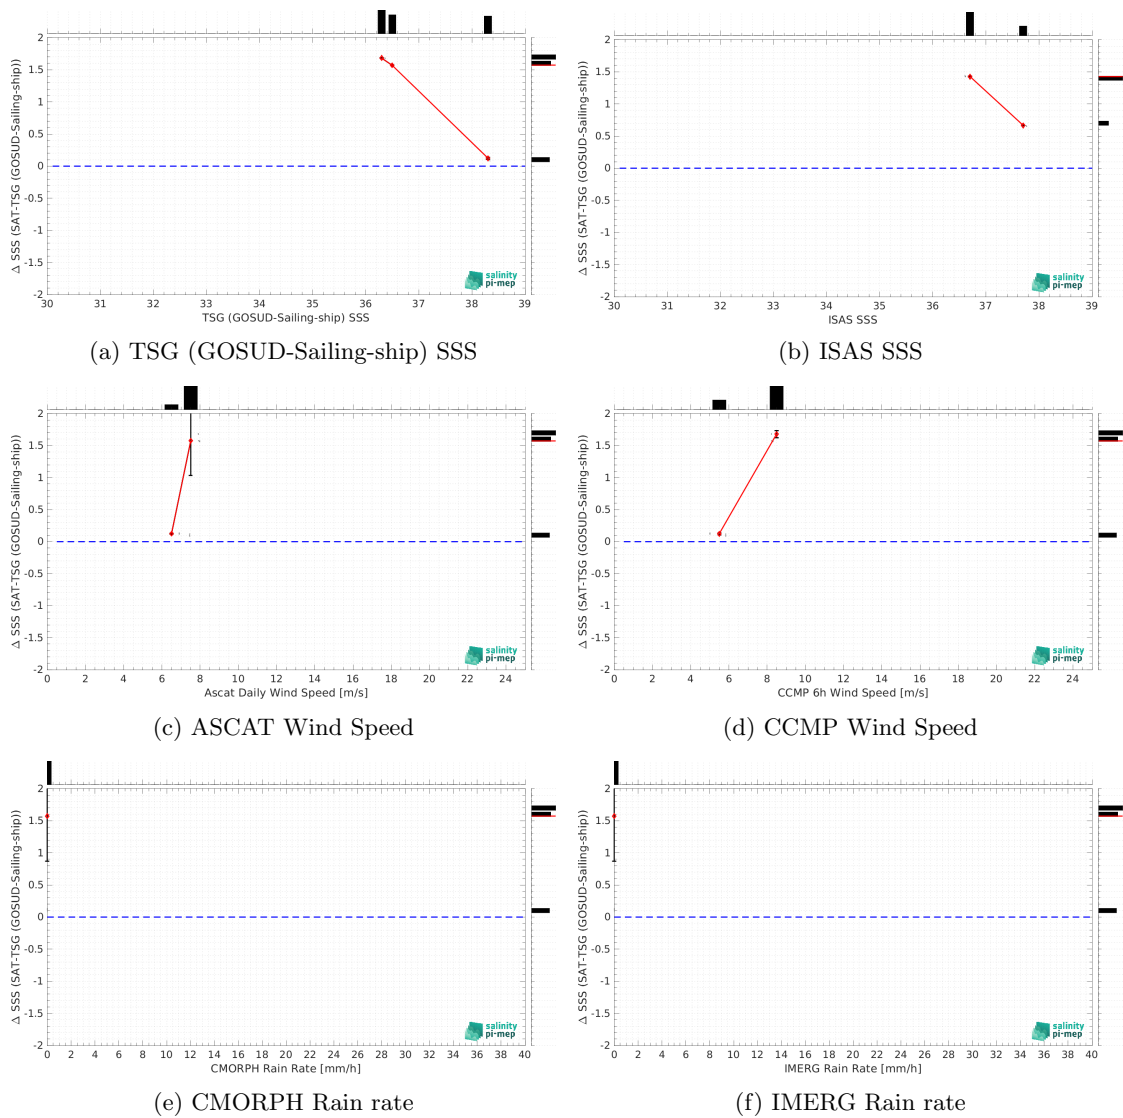 Δ SSS (SAT-TSG (GOSUD-Sailing-ship))
2
1.5
1
0.5
0
-0.5
-1
-1.5
-2
30 31 32 33 34 35 36 37 38 39
TSG (GOSUD-Sailing-ship) SSS
salinity
pi-mep
(a) TSG (GOSUD-Sailing-ship) SSS
Δ SSS (SAT-TSG (GOSUD-Sailing-ship))
2
1.5
1
0.5
0
-0.5
-1
-1.5
-2
30 31 32 33 34 35 36 37 38 39
ISAS SSS
salinity
pi-mep
(b) ISAS SSS
Δ SSS (SAT-TSG (GOSUD-Sailing-ship))
2
1.5
1
0.5
0
-0.5
-1
-1.5
-2
0 2 4 6 8 10 12 14 16 18 20 22 24
Ascat Daily Wind Speed [m/s]
salinity
pi-mep
(c) ASCAT Wind Speed
Δ SSS (SAT-TSG (GOSUD-Sailing-ship))
2
1.5
1
0.5
0
-0.5
-1
-1.5
-2
0 2 4 6 8 10 12 14 16 18 20 22 24
CCMP 6h Wind Speed [m/s]
salinity
pi-mep
(d) CCMP Wind Speed
Δ SSS (SAT-TSG (GOSUD-Sailing-ship))
2
1.5
1
0.5
0
-0.5
-1
-1.5
-2
0 2 4 6 8 10 12 14 16 18 20 22 24 26 28 30 32 34 36 38 40
CMORPH Rain Rate [mm/h]
salinity
pi-mep
(e) CMORPH Rain rate
Δ SSS (SAT-TSG (GOSUD-Sailing-ship))
2
1.5
1
0.5
0
-0.5
-1
-1.5
-2
0 2 4 6 8 10 12 14 16 18 20 22 24 26 28 30 32 34 36 38 40
IMERG Rain Rate [mm/h]
salinity
pi-mep
(f) IMERG Rain rate